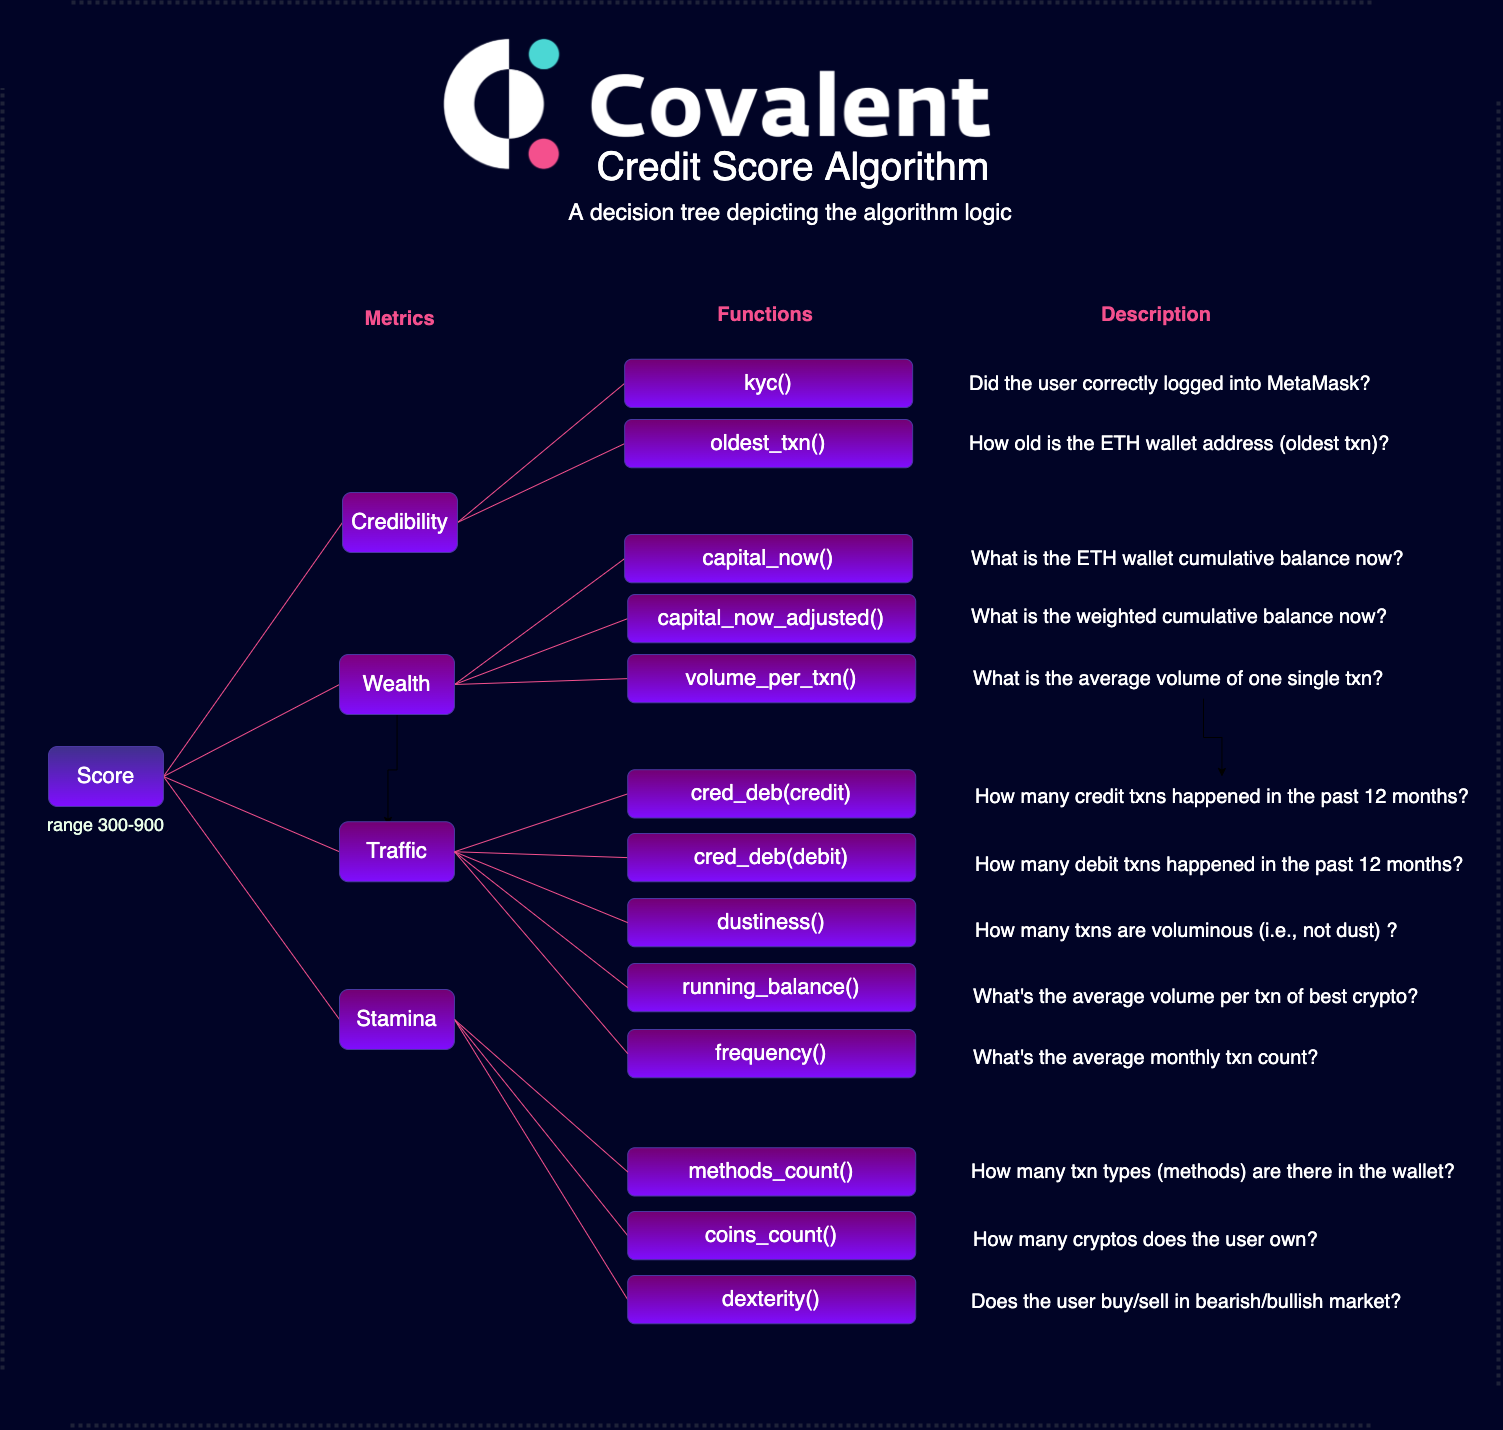 Covalent
Credit Score Algorithm
A decision tree depicting the algorithm logic
Metrics
Functions
Description
kyc()
Did the user correctly logged into MetaMask?
oldest_txn()
How old is the ETH wallet address (oldest txn)?
Credibility
capital_now()
What is the ETH wallet cumulative balance now?
capital_now_adjusted()
What is the weighted cumulative balance now?
Wealth
volume_per_txn()
What is the average volume of one single txn?
Score
range 300-900
cred_deb(credit)
How many credit txns happened in the past 12 months?
Traffic
cred_deb(debit)
How many debit txns happened in the past 12 months?
dustiness()
How many txns are voluminous (i.e., not dust) ?
running_balance()
What's the average volume per txn of best crypto?
Stamina
frequency()
What's the average monthly txn count?
methods_count()
How many txn types (methods) are there in the wallet?
coins_count()
How many cryptos does the user own?
dexterity()
Does the user buy/sell in bearish/bullish market?